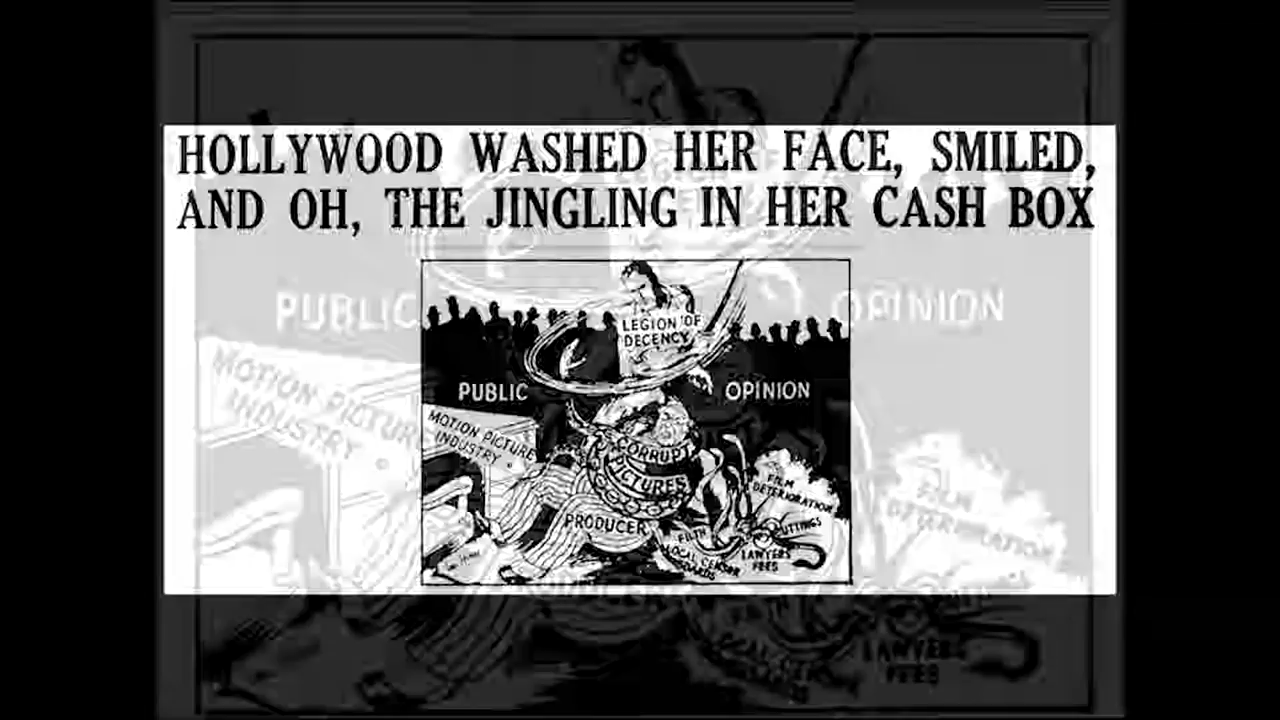 HOLLYWOOD WASHED HER FACE, SMILED,
AND OH, THE JINGLING IN HER CASH BOX
LEGION OF
DECENCY
PUBLIC
OPINION
MOTION PICTURE
INDUSTRY
CORRUPT
PICTURES
PRODUCER
FILM
DETERIORATION
CUTTINGS
FILTH
LOCAL CENSOR
BOARDS
LAWYERS
FEES
PUBLIC
OPINION
MOTION PICTURE
INDUSTRY
FILM
DETERIORATION
LAWYERS
FEES